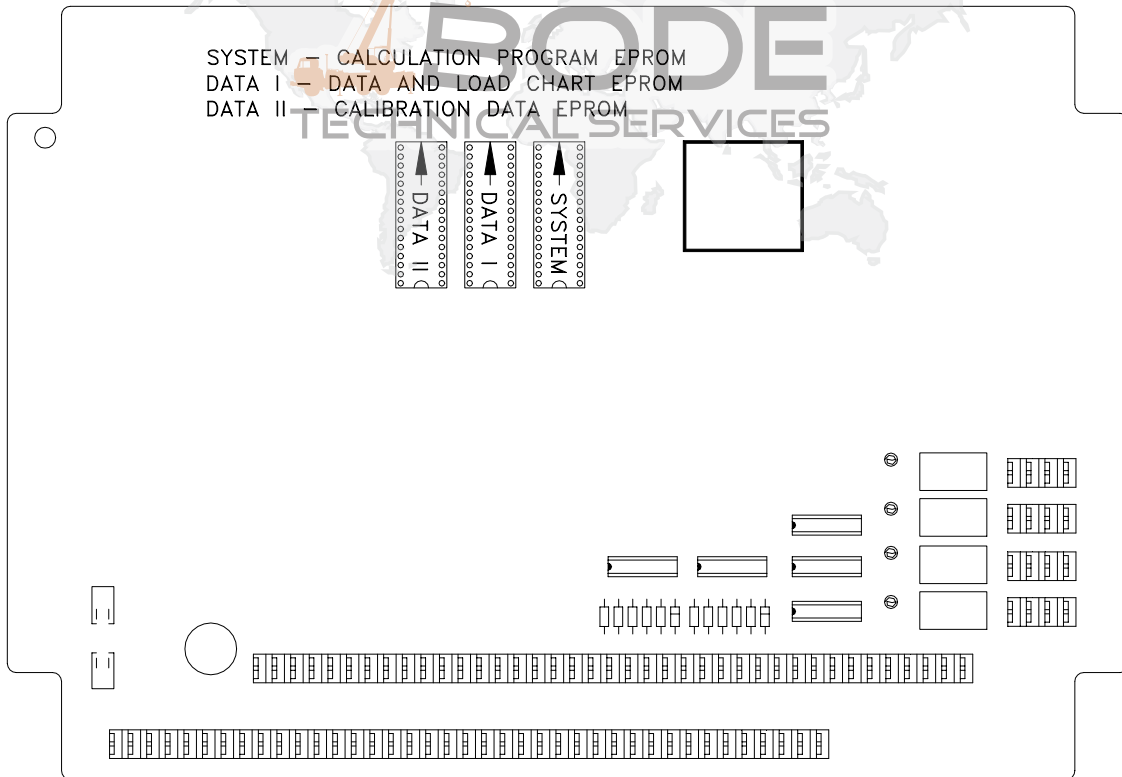 BODE
TECHNICAL SERVICES
SYSTEM – CALCULATION PROGRAM EPROM
DATA I – DATA AND LOAD CHART EPROM
DATA II – CALIBRATION DATA EPROM
DATA II
DATA I
SYSTEM